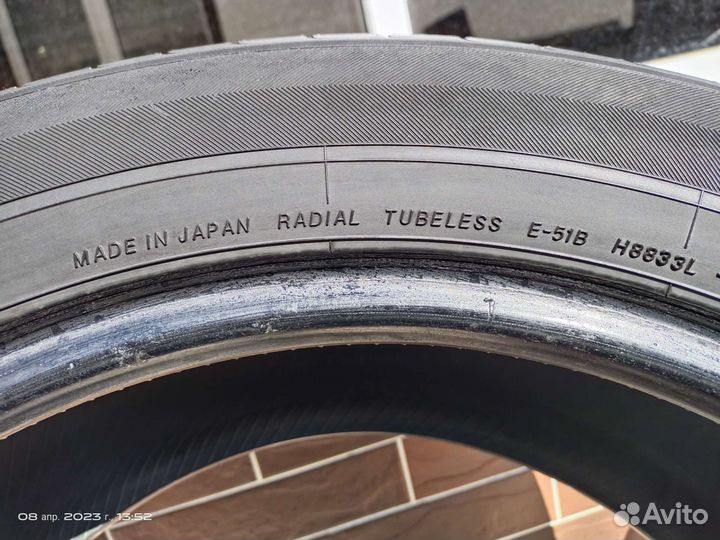 MADE IN JAPAN RADIAL TUBELESS E-51B H8833L
08 апр. 2023 г. 13:52
Avito